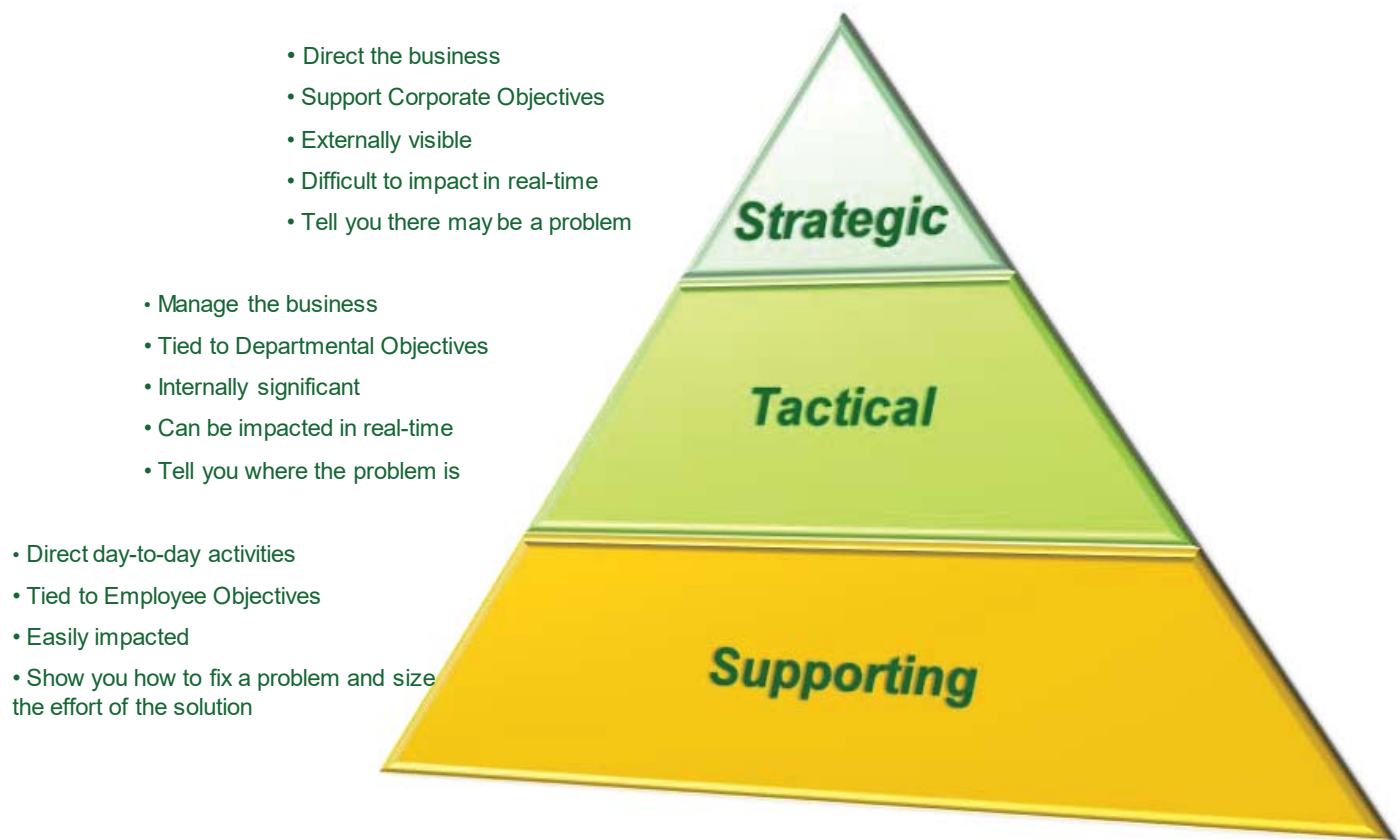 • Direct the business
• Support Corporate Objectives
• Externally visible
• Difficult to impact in real-time
• Tell you there may be a problem
Strategic
• Manage the business
• Tied to Departmental Objectives
• Internally significant
• Can be impacted in real-time
• Tell you where the problem is
Tactical
• Direct day-to-day activities
• Tied to Employee Objectives
• Easily impacted
• Show you how to fix a problem and size
the effort of the solution
Supporting